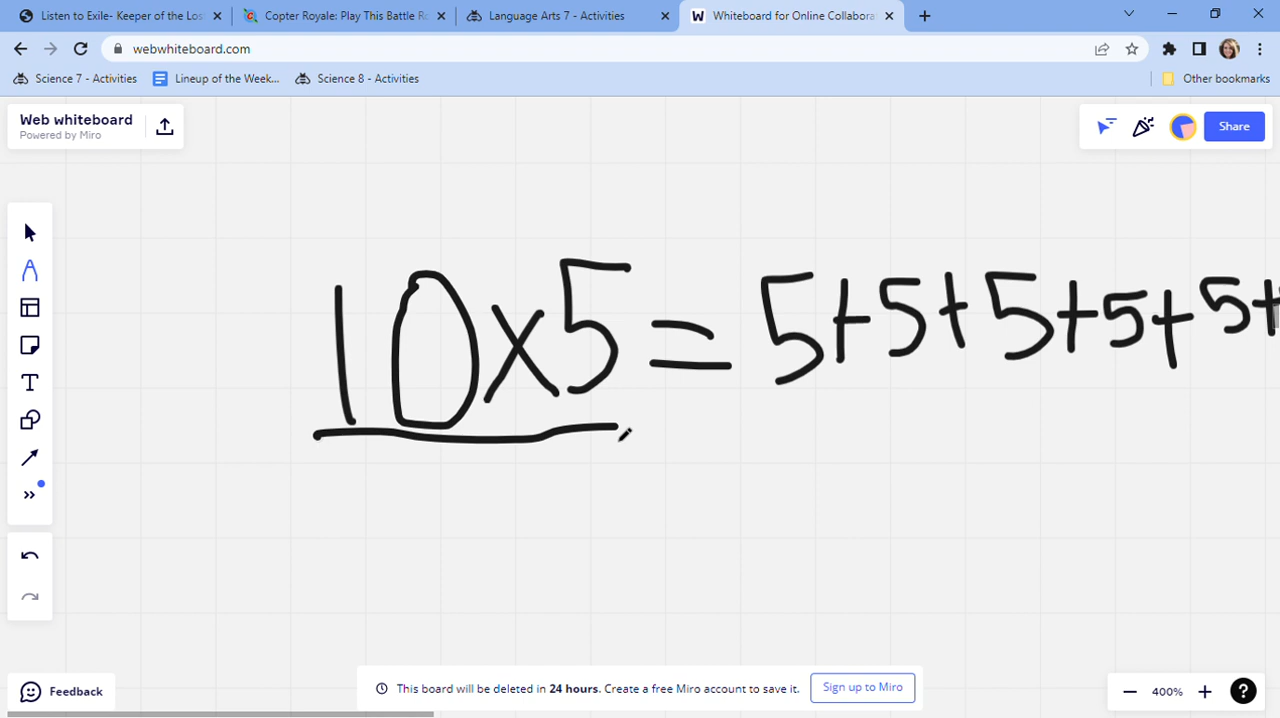 Listen to Exile- Keeper of the Los
Copter Royale: Play This Battle R
Language Arts 7 - Activities
Whiteboard for Online Collabora
webwhiteboard.com
Science 7 - Activities
Lineup of the Week...
Science 8 - Activities
Other bookmarks
Web whiteboard
Powered by Miro
Share
10x5=5+5+5+5+5+
Feedback
This board will be deleted in 24 hours. Create a free Miro account to save it.
Sign up to Miro
400%